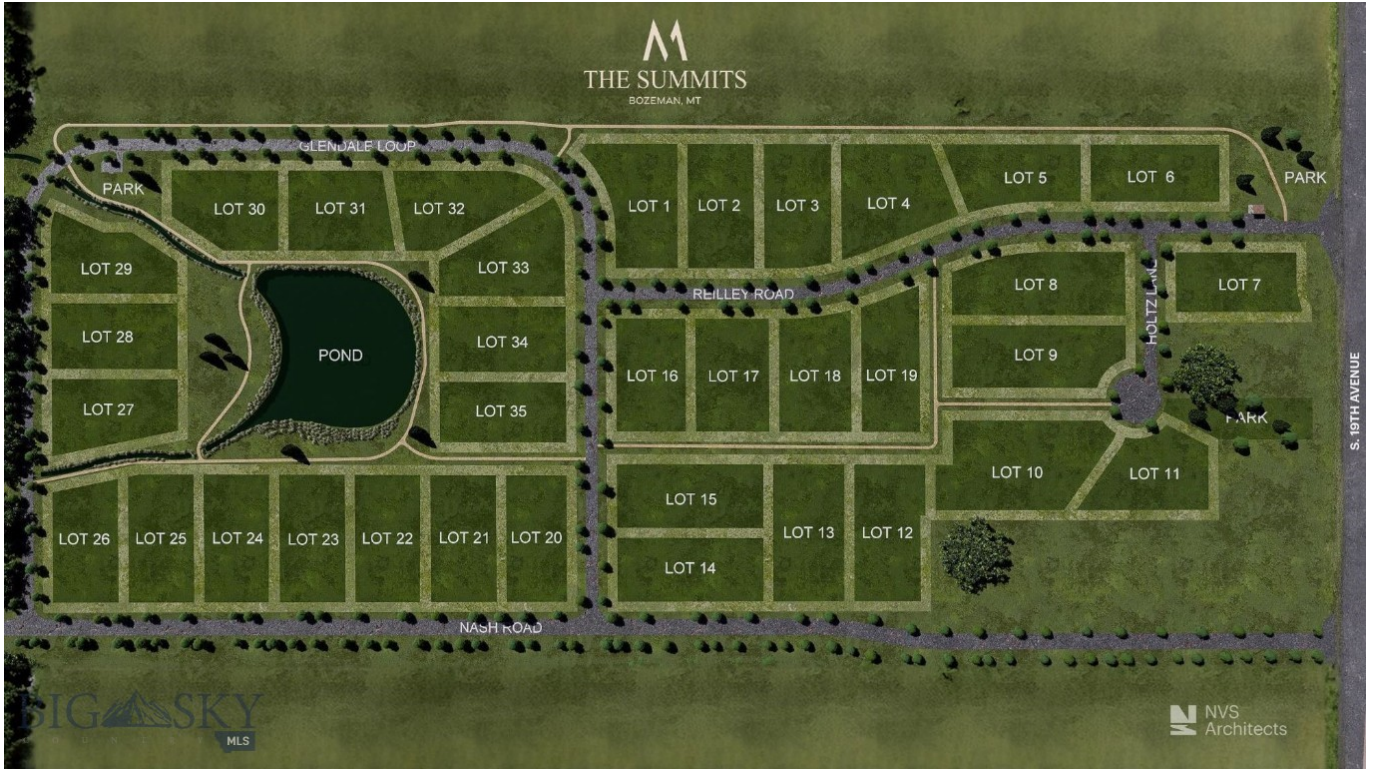 THE SUMMITS
BOZEMAN, MT
GLENDALE LOOP
PARK
LOT 30
LOT 31
LOT 32
LOT 1
LOT 2
LOT 3
LOT 4
LOT 5
LOT 6
PARK
LOT 29
LOT 33
LOT 28
POND
LOT 34
LOT 27
LOT 35
REILLEY ROAD
LOT 8
HOLTZ LANE
LOT 7
LOT 16
LOT 17
LOT 18
LOT 19
LOT 9
PARK
S. 19TH AVENUE
LOT 10
LOT 11
LOT 15
LOT 26
LOT 25
LOT 24
LOT 23
LOT 22
LOT 21
LOT 20
LOT 14
LOT 13
LOT 12
NASH ROAD
BIG SKY
MLS
NVS
Architects